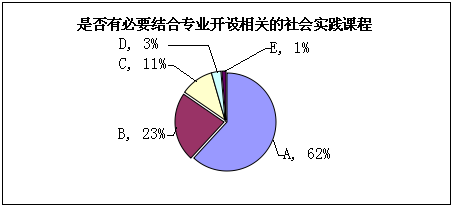 是否有必要结合专业开设相关的社会实践课程
D, 3%
E, 1%
C, 11%
B, 23%
A, 62%